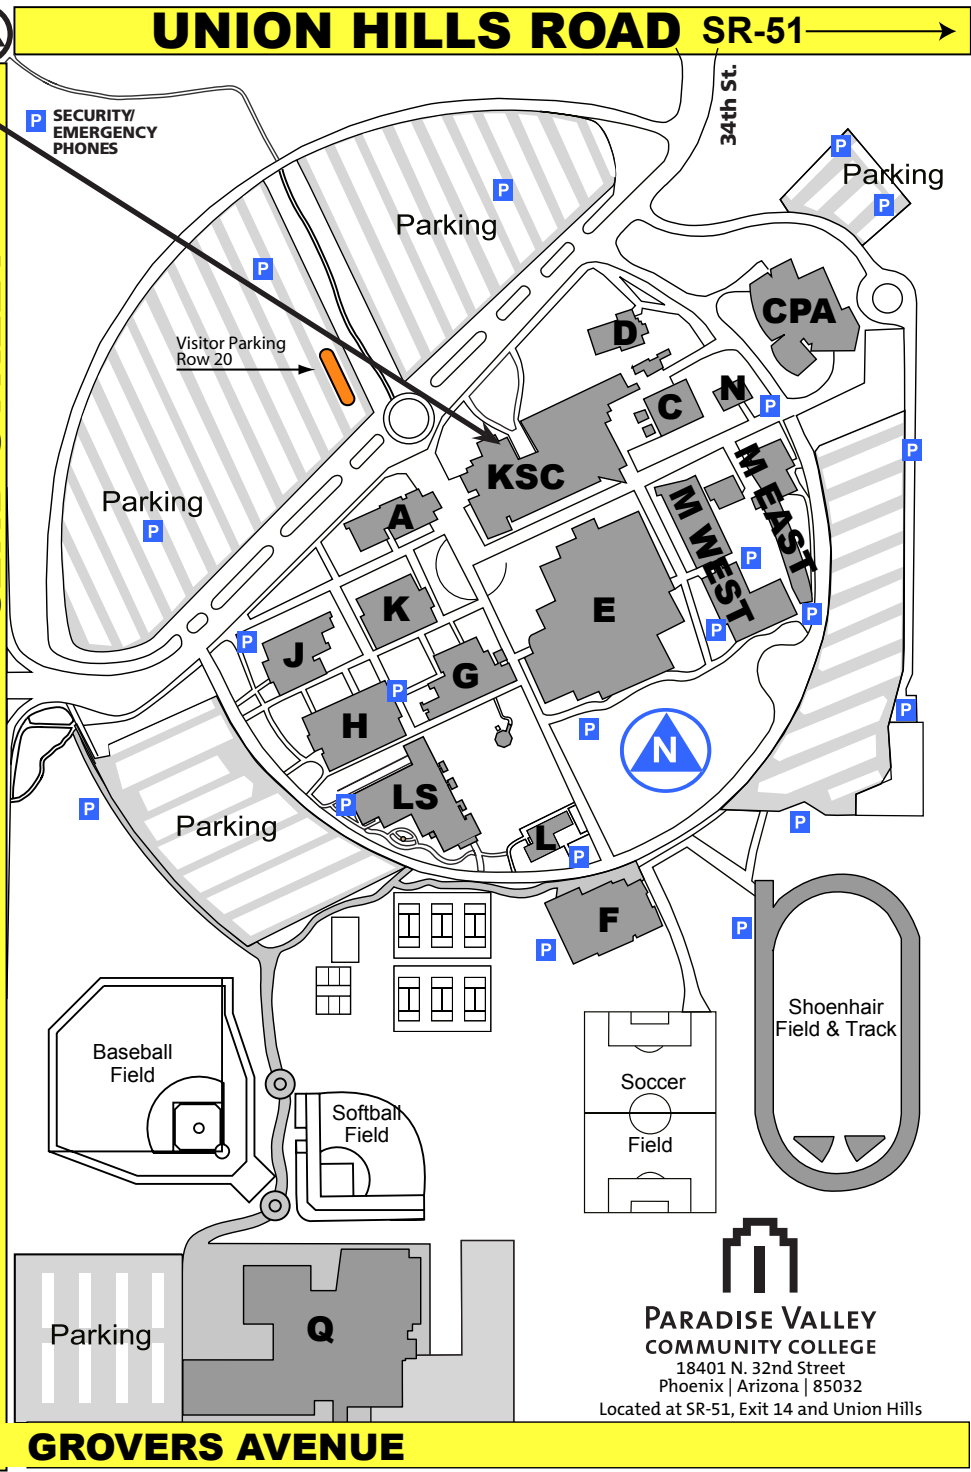 UNION HILLS ROAD SR-51
34th St.
P SECURITY/
EMERGENCY
PHONES
P
Parking
P
P
Parking
P
CPA
Visitor Parking
Row 20
D
N
C
P
P
KSC
M EAST
M WEST
Parking
P
A
P
K
E
P
P
P
J
G
P
H
P
P
N
LS
P
P
P
Parking
L
P
F
P
P
Shoenhair
Field & Track
Baseball
Field
Soccer
Field
Softball
Field
Q
Parking
PARADISE VALLEY
COMMUNITY COLLEGE
18401 N. 32nd Street
Phoenix | Arizona | 85032
Located at SR-51, Exit 14 and Union Hills
GROVERS AVENUE